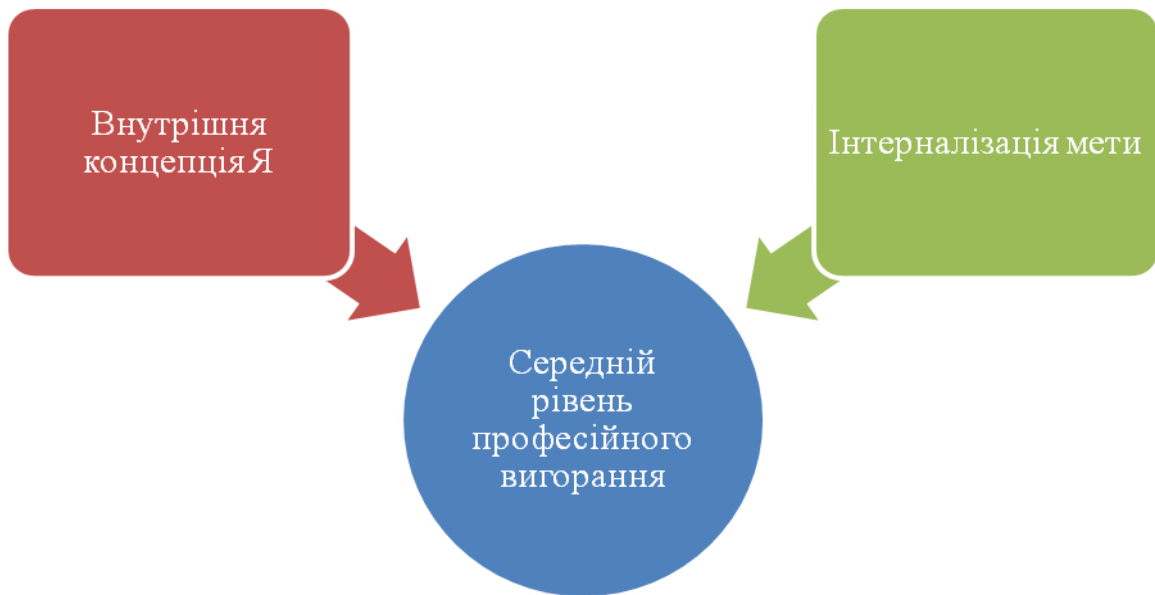 Внутрішня
концепція Я
Інтерналізація мети
Середній
рівень
професійного
вигорання